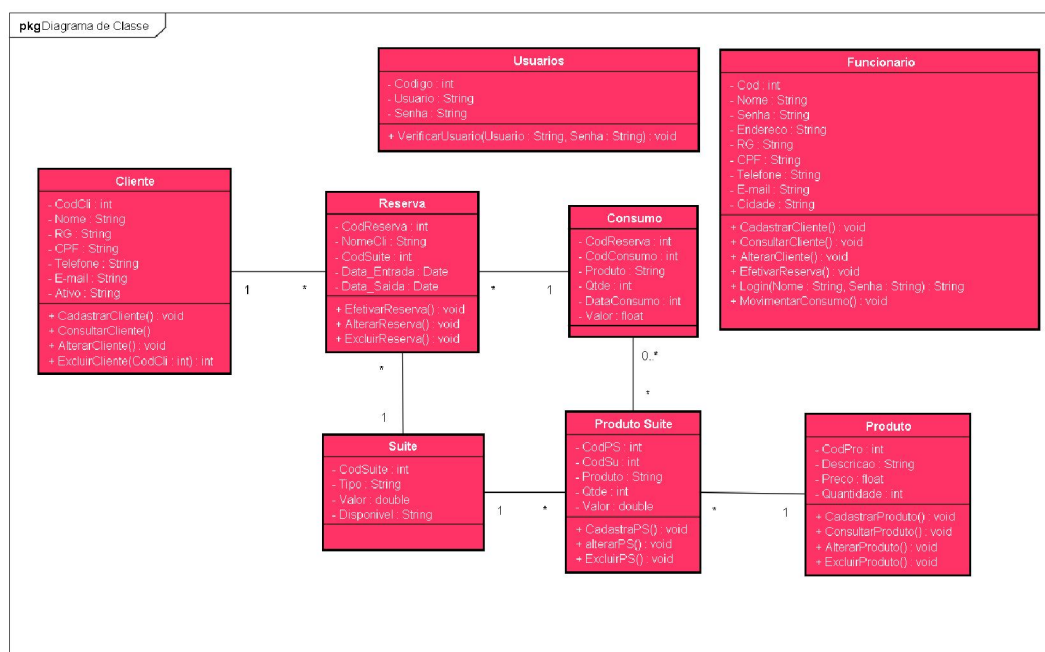 pkg Diagrama de Classe
Usuarios
- Codigo : int
- Usuario : String
- Senha : String
+ VerificarUsuario(Usuario : String, Senha : String) : void
Funcionario
- Cod : int
- Nome : String
- Senha : String
- Endereco : String
- RG : String
- CPF : String
- Telefone : String
- E-mail : String
- Cidade : String
+ CadastrarCliente() : void
+ ConsultarCliente() : void
+ AlterarCliente() : void
+ EfetivarReserva() : void
+ Login(Nome : String, Senha : String) : String
+ MovimentarConsumo() : void
Cliente
- CodCli : int
- Nome : String
- RG : String
- CPF : String
- Telefone : String
- E-mail : String
- Ativo : String
+ CadastrarCliente() : void
+ ConsultarCliente()
+ AlterarCliente() : void
+ ExcluirCliente(CodCli : int) : int
1
*
Reserva
- CodReserva : int
- NomeCli : String
- CodSuite : int
- Data_Entrada : Date
- Data_Saida : Date
+ EfetivarReserva() : void
+ AlterarReserva() : void
+ ExcluirReserva() : void
*
1
Consumo
- CodReserva : int
- CodConsumo : int
- Produto : String
- Qtde : int
- DataConsumo : int
- Valor : float
0..*
*
*
1
Suite
- CodSuite : int
- Tipo : String
- Valor : double
- Disponivel : String
1
*
Produto Suite
- CodPS : int
- CodSu : int
- Produto : String
- Qtde : int
- Valor : double
+ CadastraPS() : void
+ alterarPS() : void
+ ExcluirPS() : void
*
1
Produto
- CodPro : int
- Descricao : String
- Preco : float
- Quantidade : int
+ CadastrarProduto() : void
+ ConsultarProduto() : void
+ AlterarProduto() : void
+ ExcluirProduto() : void